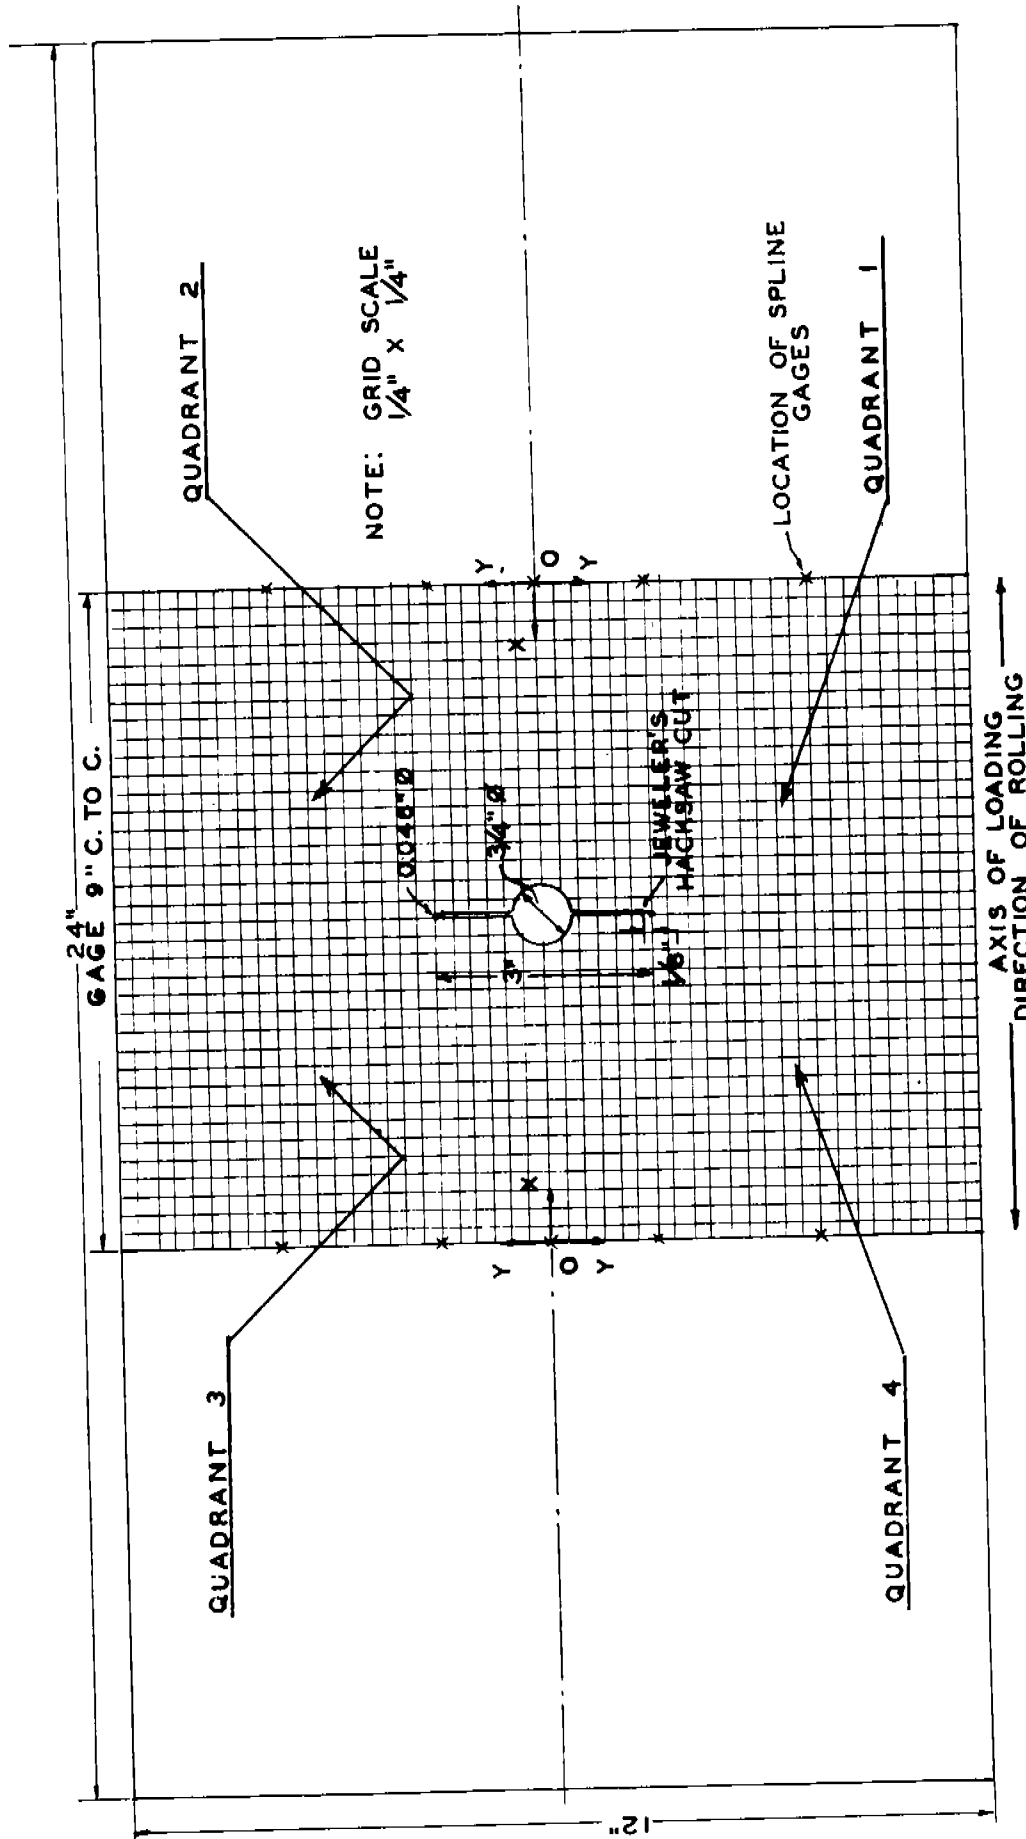 24"
GAGE 9" C. TO C.
QUADRANT 3
QUADRANT 2
NOTE: GRID SCALE
1/4" X 1/4"
0.046" Ø
3/4" Ø
3"
1/8"
JEWELER'S
HACKSAW CUT
Y
O
Y
Y
O
Y
LOCATION OF SPLINE
GAGES
QUADRANT 4
QUADRANT 1
12"
AXIS OF LOADING
DIRECTION OF ROLLING